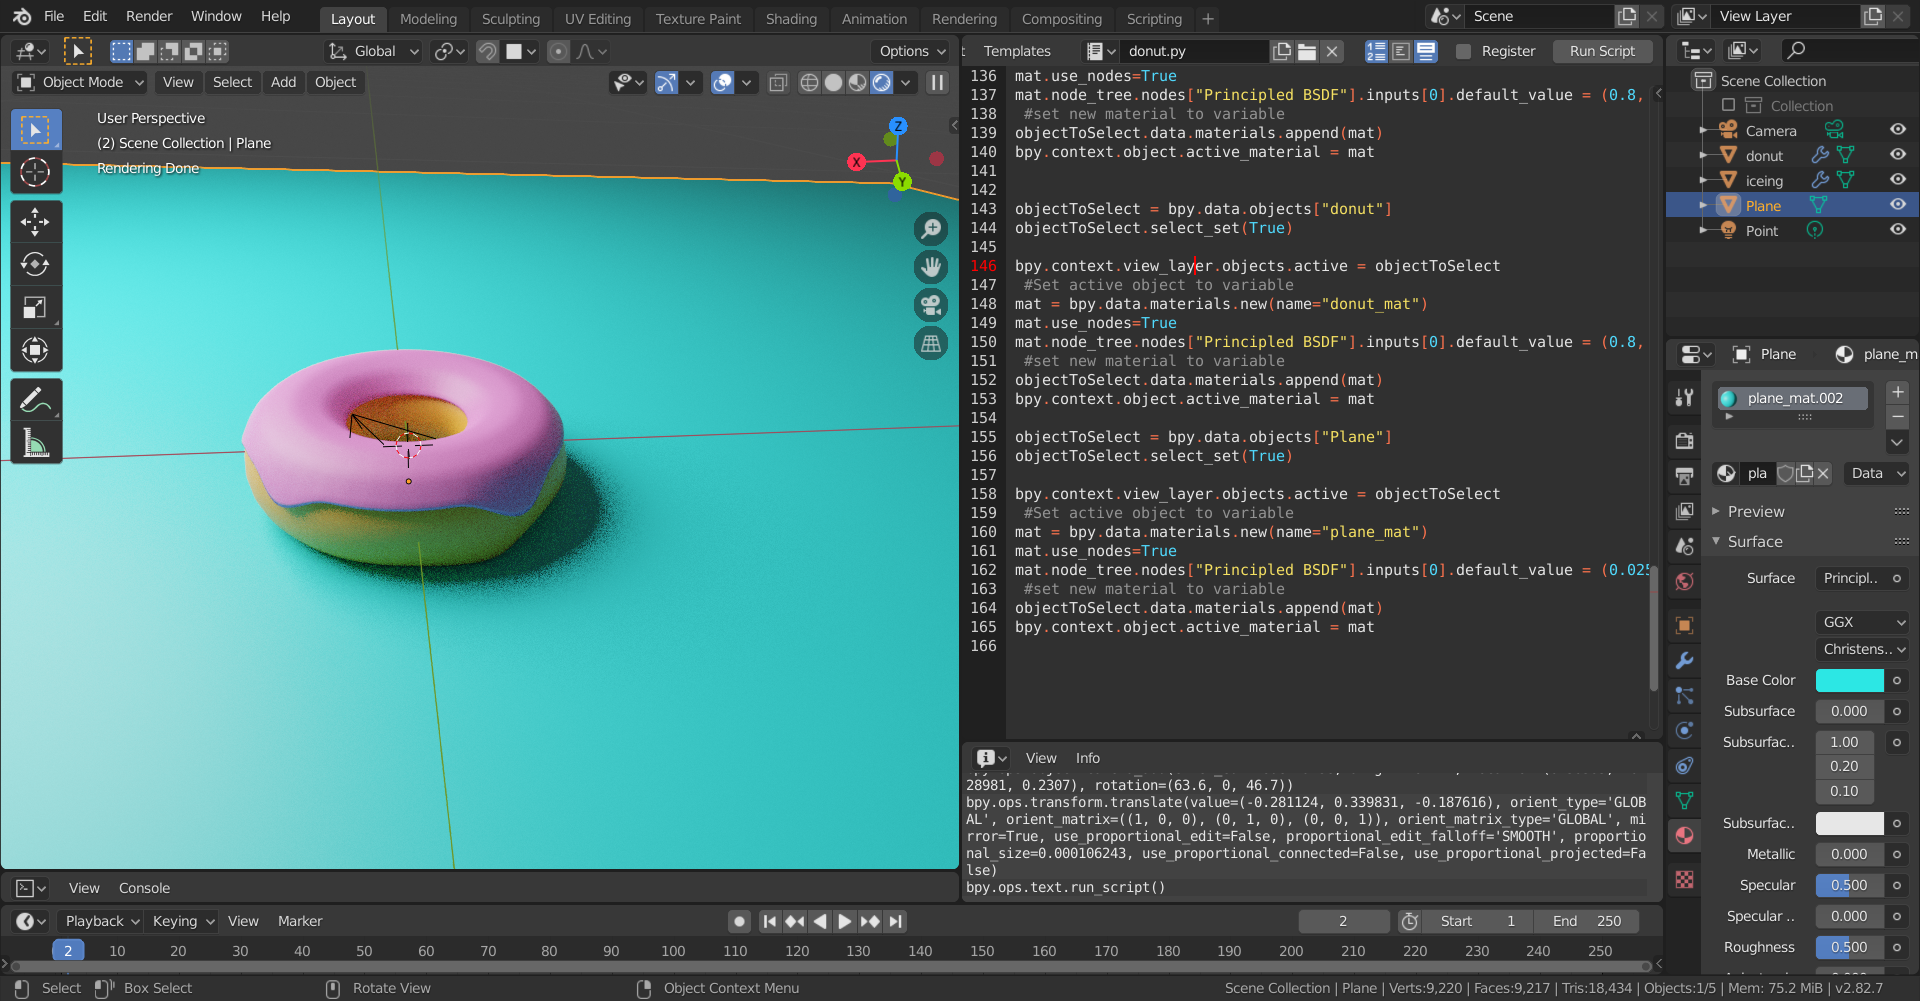 File Edit Render Window Help Layout Modeling Sculpting UV Editing Texture Paint Shading Animation Rendering Compositing Scripting Scene View Layer
Global Options
Templates donut.py Register Run Script
Object Mode View Select Add Object
User Perspective
(2) Scene Collection | Plane
Rendering Done
Z
X
Y
136 mat.use_nodes=True
137 mat.node_tree.nodes["Principled BSDF"].inputs[0].default_value = (0.8,
138 #set new material to variable
139 objectToSelect.data.materials.append(mat)
140 bpy.context.object.active_material = mat
141
142
143 objectToSelect = bpy.data.objects["donut"]
144 objectToSelect.select_set(True)
145
146 bpy.context.view_layer.objects.active = objectToSelect
147 #Set active object to variable
148 mat = bpy.data.materials.new(name="donut_mat")
149 mat.use_nodes=True
150 mat.node_tree.nodes["Principled BSDF"].inputs[0].default_value = (0.8,
151 #set new material to variable
152 objectToSelect.data.materials.append(mat)
153 bpy.context.object.active_material = mat
154
155 objectToSelect = bpy.data.objects["Plane"]
156 objectToSelect.select_set(True)
157
158 bpy.context.view_layer.objects.active = objectToSelect
159 #Set active object to variable
160 mat = bpy.data.materials.new(name="plane_mat")
161 mat.use_nodes=True
162 mat.node_tree.nodes["Principled BSDF"].inputs[0].default_value = (0.025
163 #set new material to variable
164 objectToSelect.data.materials.append(mat)
165 bpy.context.object.active_material = mat
166
View Info
28981, 0.2307), rotation=(63.6, 0, 46.7))
bpy.ops.transform.translate(value=(-0.281124, 0.339831, -0.187616), orient_type='GLOB
AL', orient_matrix=((1, 0, 0), (0, 1, 0), (0, 0, 1)), orient_matrix_type='GLOBAL', mi
rror=True, use_proportional_edit=False, proportional_edit_falloff='SMOOTH', proportio
nal_size=0.000106243, use_proportional_connected=False, use_proportional_projected=Fa
lse)
bpy.ops.text.run_script()
Scene Collection
Collection
Camera
donut
iceing
Plane
Point
Plane plane_m
plane_mat.002
pla Data
Preview
Surface
Surface Principl..
GGX
Christens..
Base Color
Subsurface 0.000
Subsurfac.. 1.00
0.20
0.10
Subsurfac..
Metallic 0.000
Specular 0.500
Specular .. 0.000
Roughness 0.500
View Console
Playback Keying View Marker 2 Start 1 End 250
2 10 20 30 40 50 60 70 80 90 100 110 120 130 140 150 160 170 180 190 200 210 220 230 240 250
Select Box Select Rotate View Object Context Menu Scene Collection | Plane | Verts:9,220 | Faces:9,217 | Tris:18,434 | Objects:1/5 | Mem: 75.2 MiB | v2.82.7